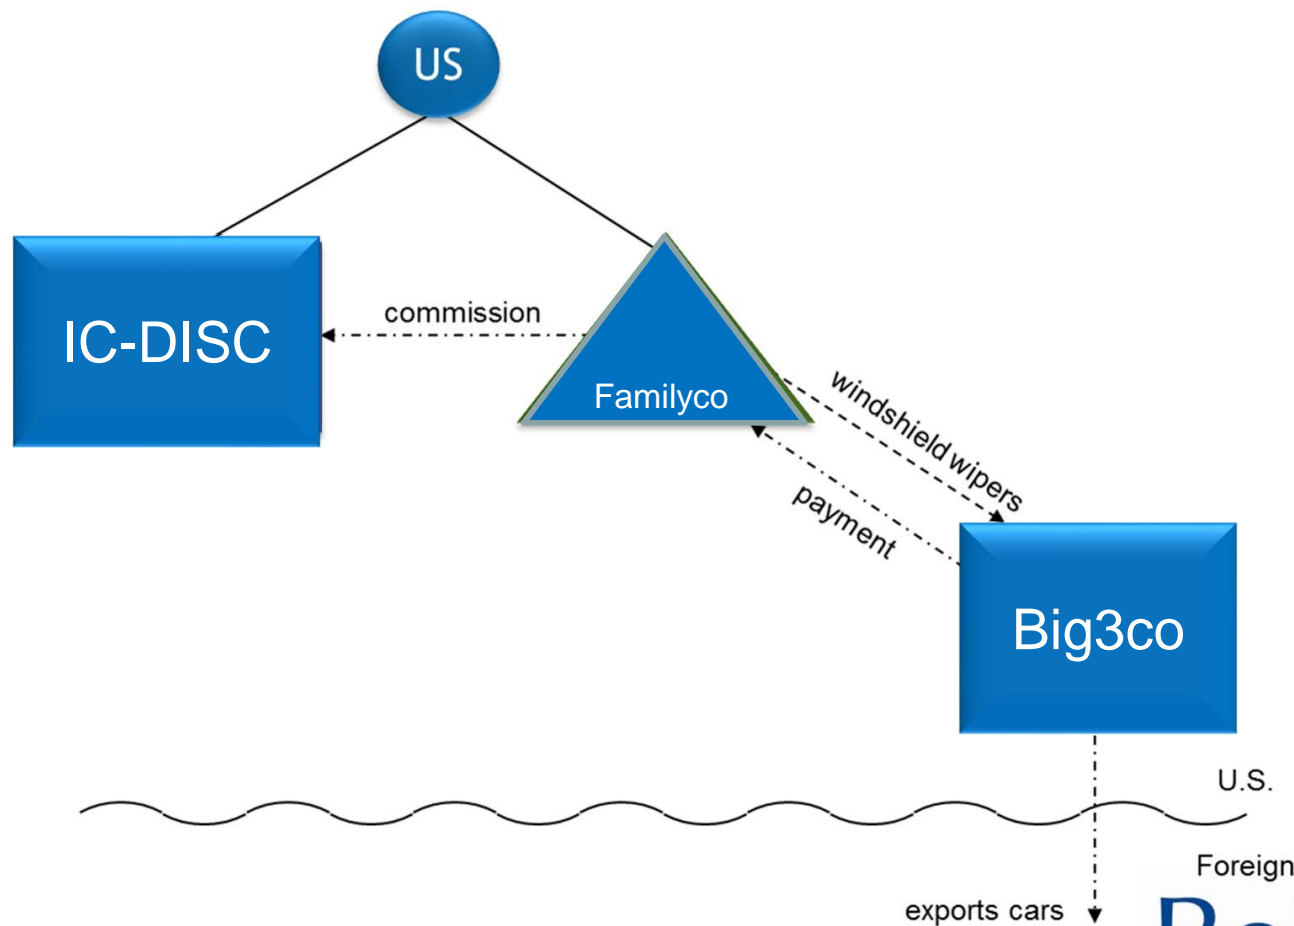 US
IC-DISC
commission
Familyco
windshield wipers
payment
Big3co
U.S.
Foreign
exports cars